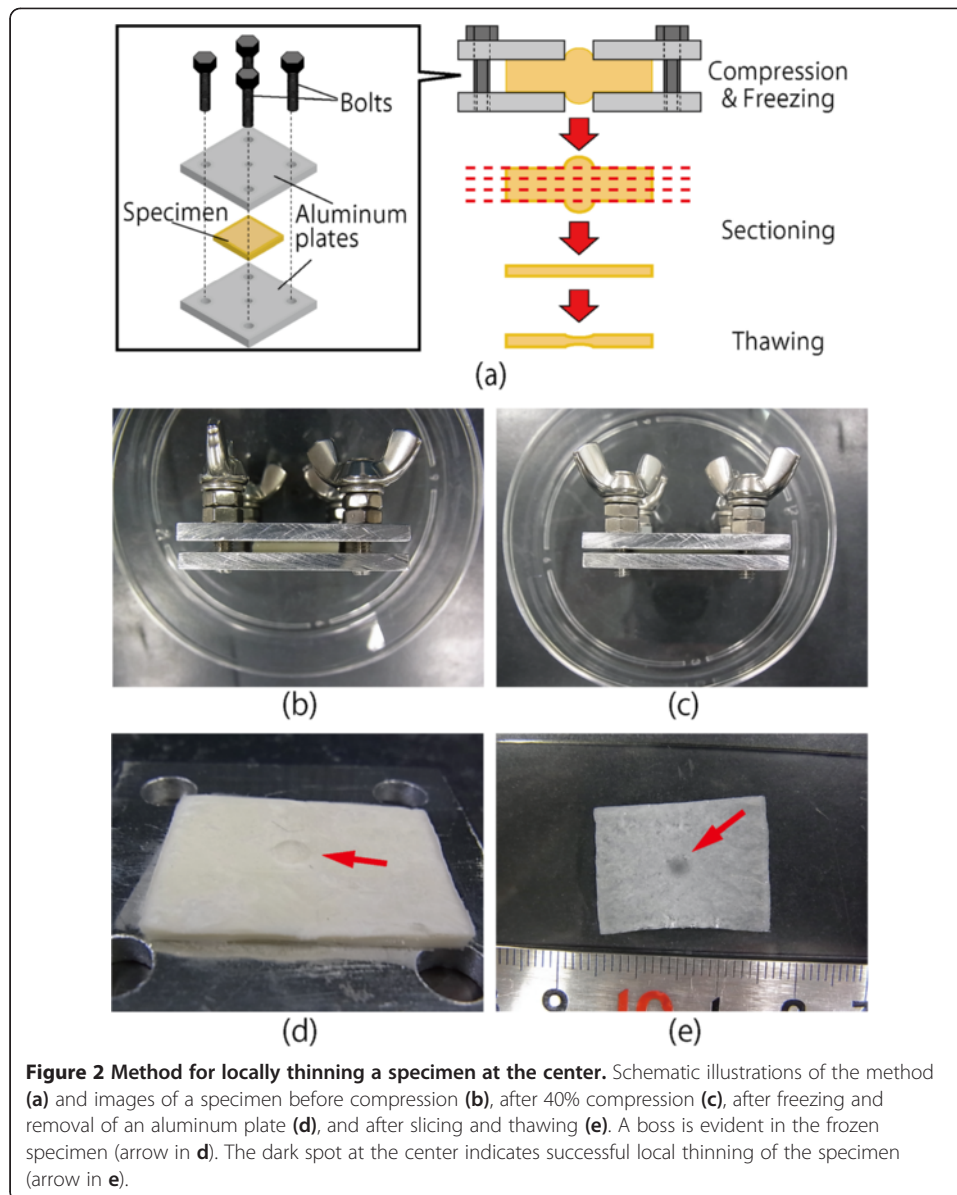 Bolts
Specimen
Aluminum
plates
Compression
& Freezing
Sectioning
Thawing
(a)
(b)
(c)
(d)
(e)
9 10 1
Figure 2 Method for locally thinning a specimen at the center. Schematic illustrations of the method
(a) and images of a specimen before compression (b), after 40% compression (c), after freezing and
removal of an aluminum plate (d), and after slicing and thawing (e). A boss is evident in the frozen
specimen (arrow in d). The dark spot at the center indicates successful local thinning of the specimen
(arrow in e).